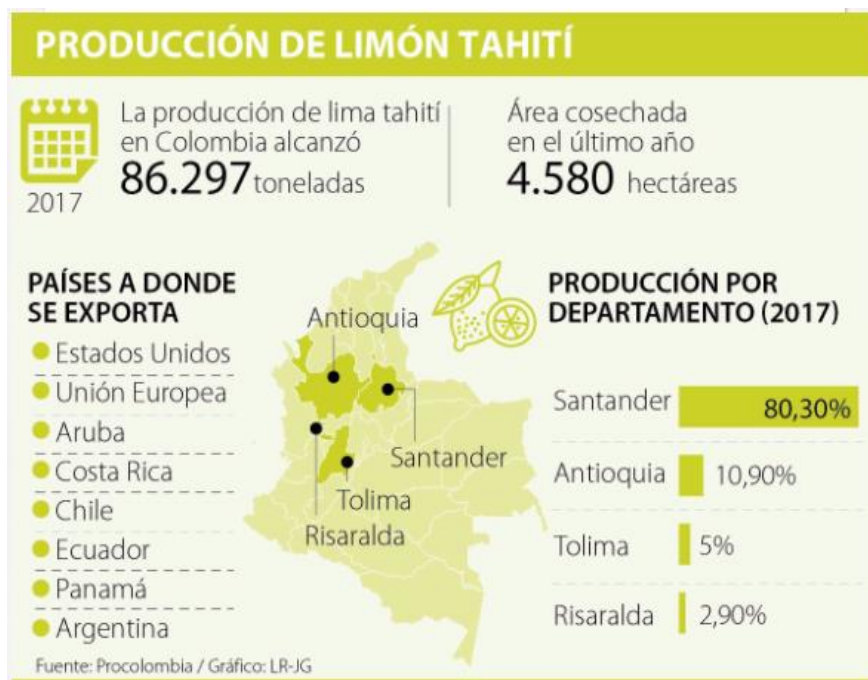 PRODUCCIÓN DE LIMÓN TAHITÍ
2017
La producción de lima tahití
en Colombia alcanzó
86.297 toneladas
Área cosechada
en el último año
4.580 hectáreas
PAÍSES A DONDE
SE EXPORTA
Estados Unidos
Unión Europea
Aruba
Costa Rica
Chile
Ecuador
Panamá
Argentina
Antioquia
Santander
Tolima
Risaralda
PRODUCCIÓN POR
DEPARTAMENTO (2017)
Santander 80,30%
Antioquia 10,90%
Tolima 5%
Risaralda 2,90%
Fuente: Procolombia / Gráfico: LR-JG